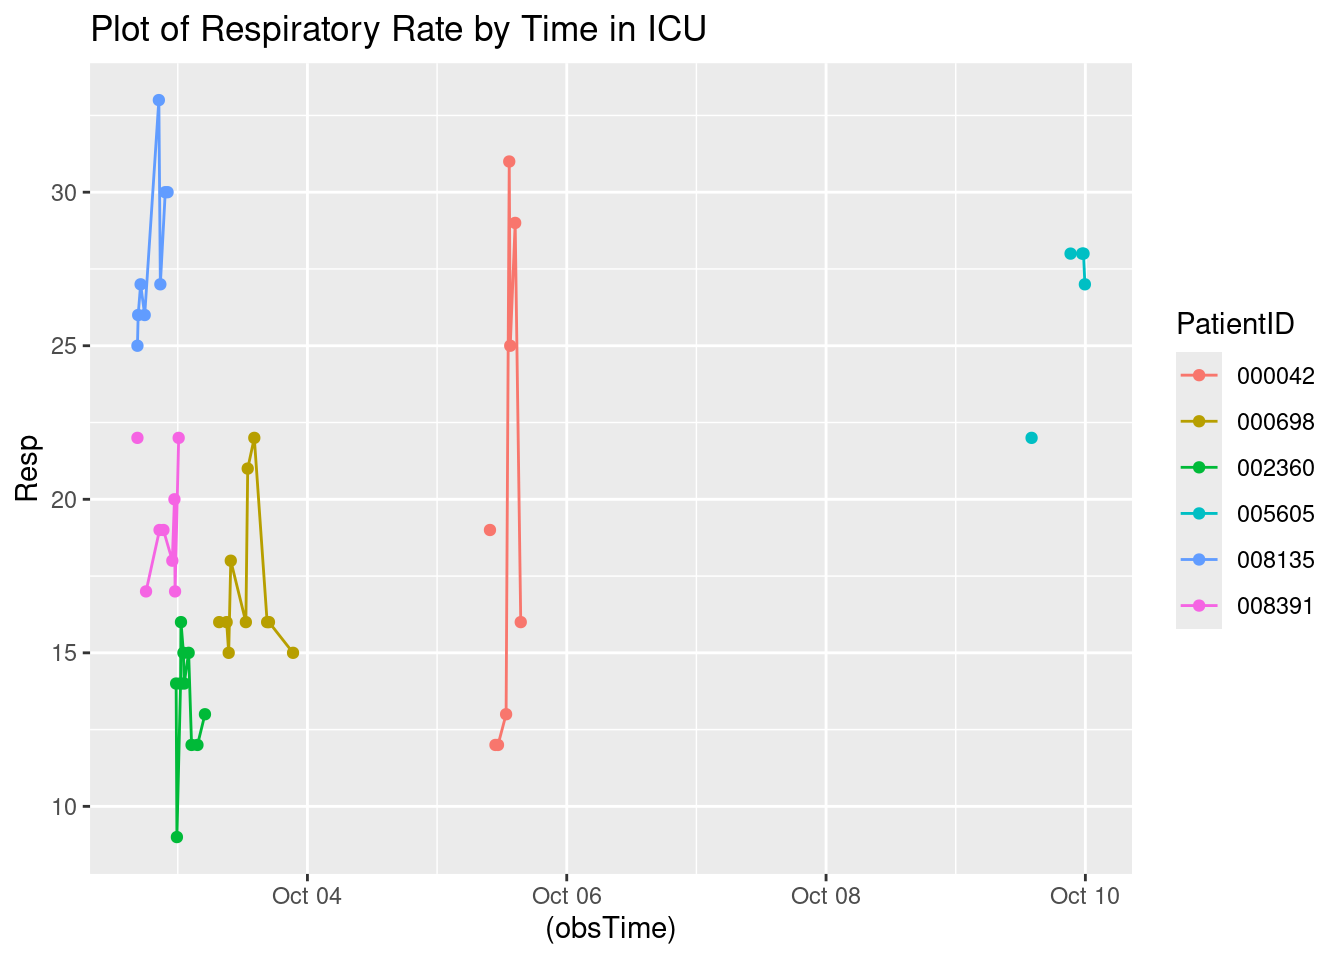 Plot of Respiratory Rate by Time in ICU
Resp
30
25
20
15
10
Oct 04
Oct 06
Oct 08
Oct 10
(obsTime)
PatientID
000042
000698
002360
005605
008135
008391